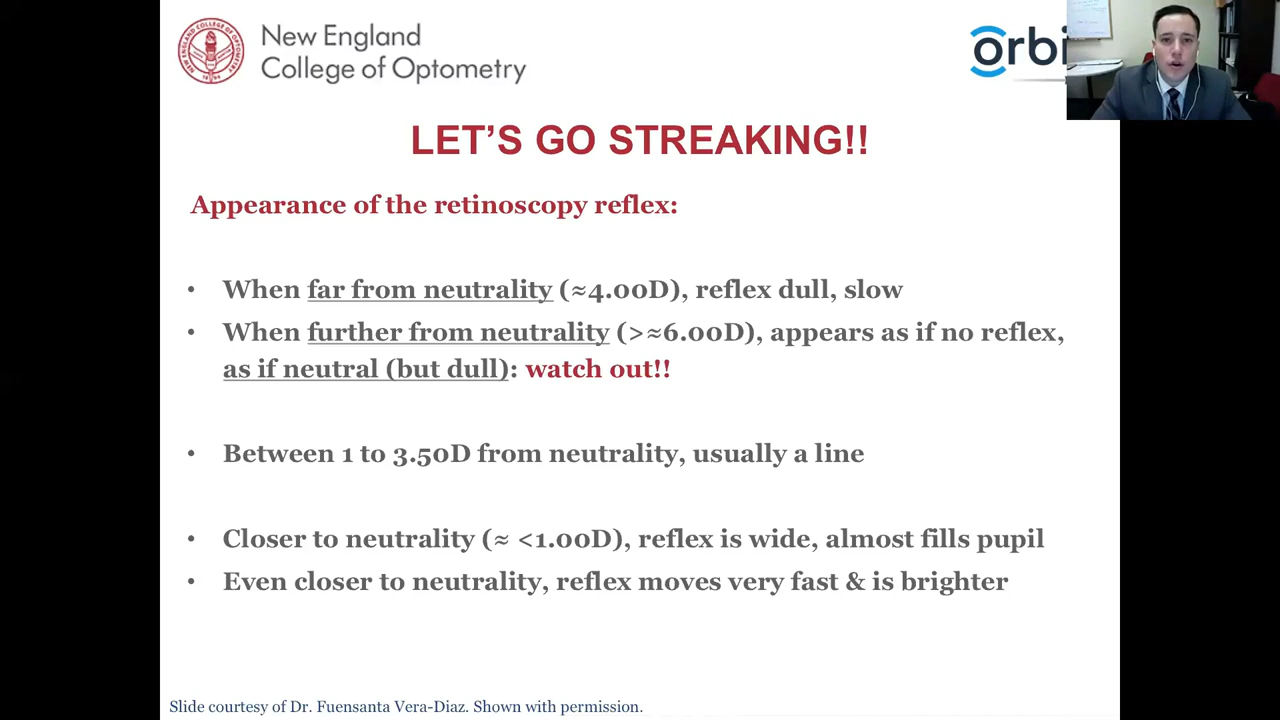 New England
College of Optometry
orbi
LET'S GO STREAKING!!
Appearance of the retinoscopy reflex:
• When far from neutrality (≈4.00D), reflex dull, slow
• When further from neutrality (>≈6.00D), appears as if no reflex,
as if neutral (but dull): watch out!!
• Between 1 to 3.50D from neutrality, usually a line
• Closer to neutrality (≈ <1.00D), reflex is wide, almost fills pupil
• Even closer to neutrality, reflex moves very fast & is brighter
Slide courtesy of Dr. Fuensanta Vera-Diaz. Shown with permission.